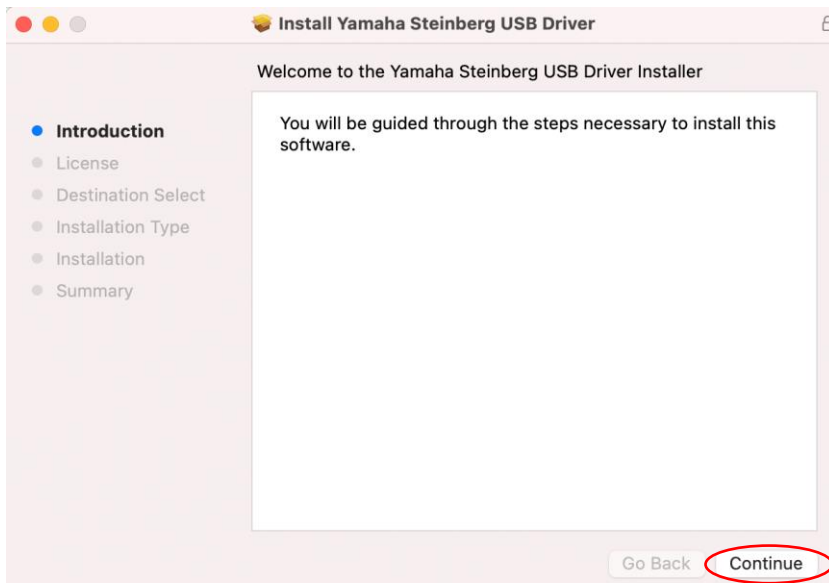 Install Yamaha Steinberg USB Driver
Welcome to the Yamaha Steinberg USB Driver Installer
Introduction
License
Destination Select
Installation Type
Installation
Summary
You will be guided through the steps necessary to install this
software.
Go Back
Continue